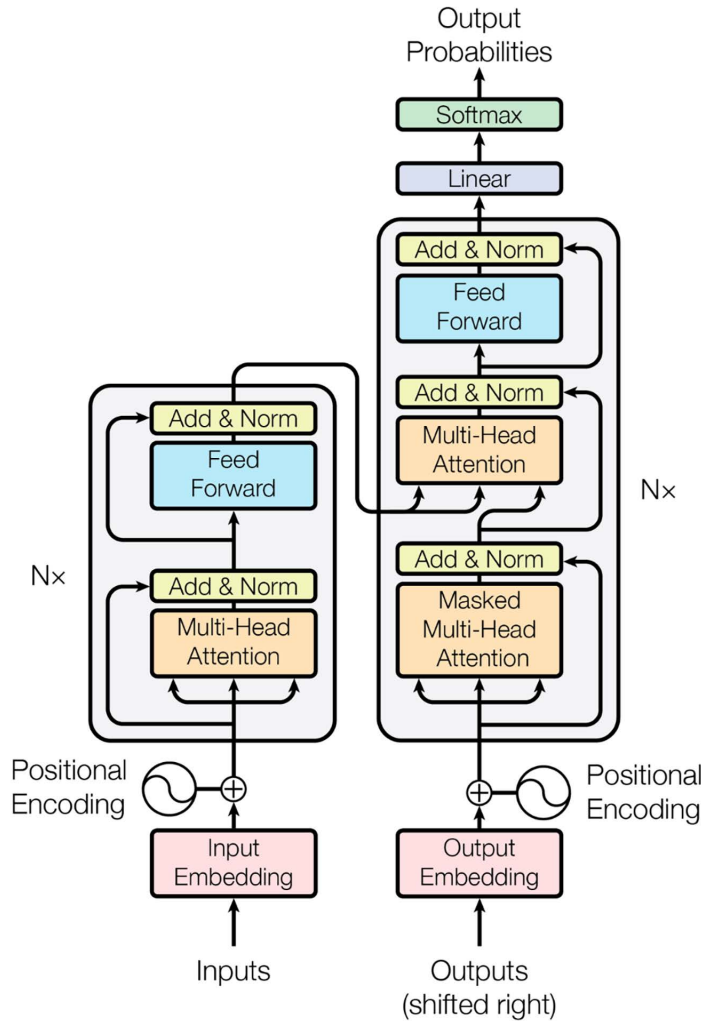 Output
Probabilities
Softmax
Linear
Add & Norm
Feed
Forward
Add & Norm
Multi-Head
Attention
Add & Norm
Masked
Multi-Head
Attention
N×
Add & Norm
Feed
Forward
Add & Norm
Multi-Head
Attention
N×
Positional
Encoding
Positional
Encoding
Input
Embedding
Output
Embedding
Inputs
Outputs
(shifted right)